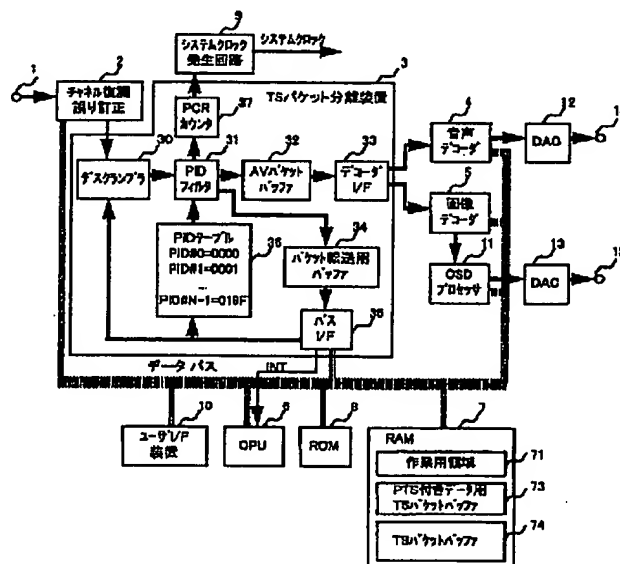 9
システムクロック
発生回路
システムクロック
1
2
チャネル復調
誤り訂正
3
TSパケット分離装置
PCR
カウンタ
37
4
音声
デコーダ
12
DAC
30
デスクランブラ
31
PID
フィルタ
32
AVパケット
バッファ
33
デコーダ
I/F
5
画像
デコーダ
PIDテーブル
PID#0=0000
PID#1=0001
...
PID#N-1=019F
36
34
パケット転送用
バッファ
11
OSD
プロセッサ
13
DAC
15
バス
I/F
35
データバス
INT
10
ユーザI/F
装置
6
CPU
8
ROM
7
RAM
作業用領域
71
PTS付きデータ用
TSパケットバッファ
73
TSパケットバッファ
74